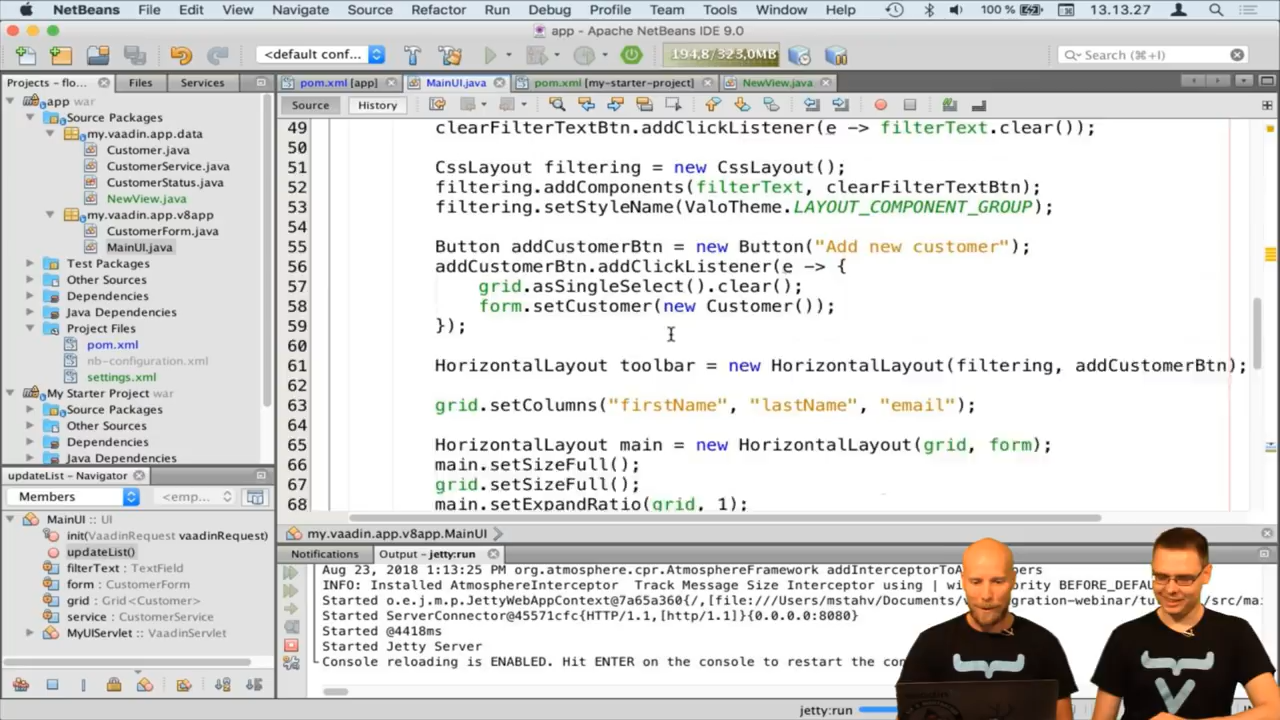 NetBeans File Edit View Navigate Source Refactor Run Debug Profile Team Tools Window Help 100 % 13.13.27
app - Apache NetBeans IDE 9.0
<default conf... 194,8/323,0MB Search (⌘+I)
Projects - flo... Files Services
pom.xml [app] MainUI.java pom.xml [my-starter-project] NewView.java
Source History
app war
Source Packages
my.vaadin.app.data
Customer.java
CustomerService.java
CustomerStatus.java
NewView.java
my.vaadin.app.v8app
CustomerForm.java
MainUI.java
Test Packages
Other Sources
Dependencies
Java Dependencies
Project Files
pom.xml
nb-configuration.xml
settings.xml
My Starter Project war
Source Packages
Other Sources
Dependencies
Java Dependencies
49 clearFilterTextBtn.addClickListener(e -> filterText.clear());
50
51 CssLayout filtering = new CssLayout();
52 filtering.addComponents(filterText, clearFilterTextBtn);
53 filtering.setStyleName(ValoTheme.LAYOUT_COMPONENT_GROUP);
54
55 Button addCustomerBtn = new Button("Add new customer");
56 addCustomerBtn.addClickListener(e -> {
57 grid.asSingleSelect().clear();
58 form.setCustomer(new Customer());
59 });
60
61 HorizontalLayout toolbar = new HorizontalLayout(filtering, addCustomerBtn);
62
63 grid.setColumns("firstName", "lastName", "email");
64
65 HorizontalLayout main = new HorizontalLayout(grid, form);
66 main.setSizeFull();
67 grid.setSizeFull();
68 main.setExpandRatio(grid, 1);
my.vaadin.app.v8app.MainUI
updateList - Navigator
Members <emp...
MainUI :: UI
init(VaadinRequest vaadinRequest)
updateList()
filterText : TextField
form : CustomerForm
grid : Grid<Customer>
service : CustomerService
MyUIServlet : VaadinServlet
Notifications Output - jetty:run
Aug 23, 2018 1:13:25 PM org.atmosphere.cpr.AtmosphereFramework addInterceptorToA
INFO: Installed AtmosphereInterceptor Track Message Size Interceptor using | wi
Started o.e.j.m.p.JettyWebAppContext@7a65a360{/,[file:///Users/mstahv/Documents/v
Started ServerConnector@45571cfc{HTTP/1.1,[http/1.1]}{0.0.0.0:8080}
Started @4418ms
Started Jetty Server
Console reloading is ENABLED. Hit ENTER on the console to restart the con
jetty:run